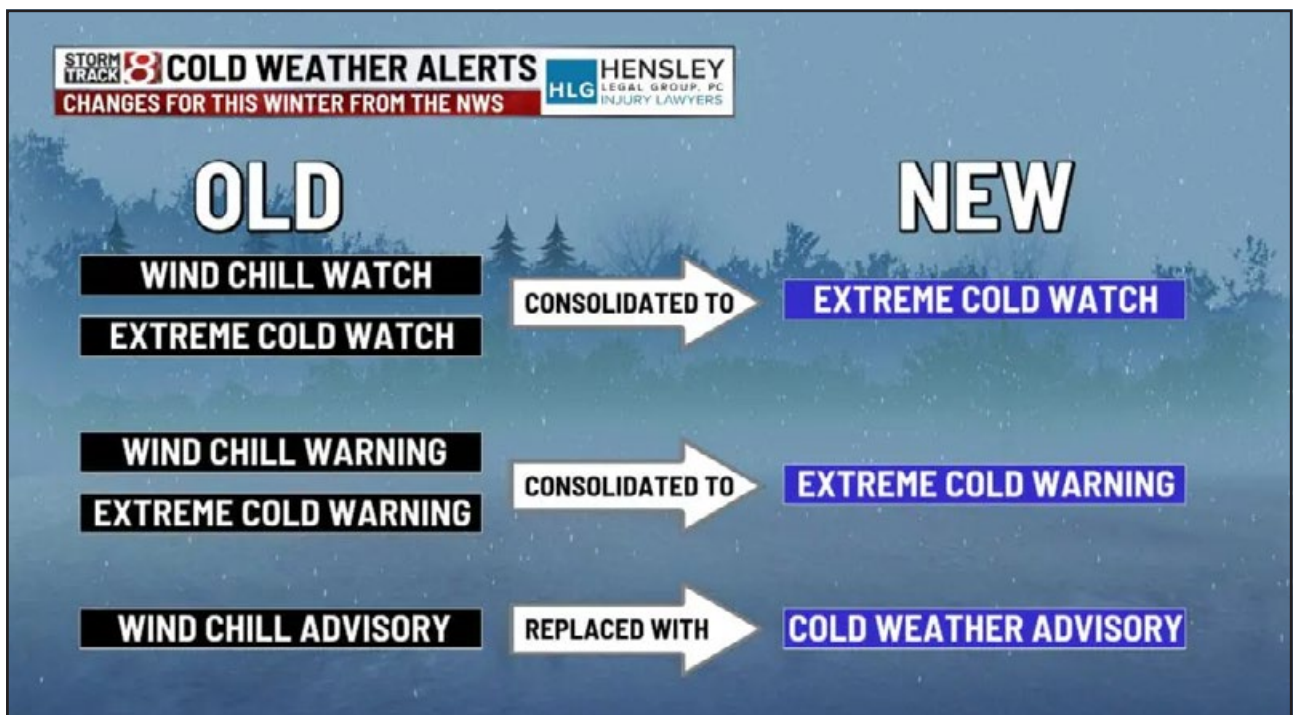 STORM TRACK 8 COLD WEATHER ALERTS
CHANGES FOR THIS WINTER FROM THE NWS
HLG HENSLEY
LEGAL GROUP, PC
INJURY LAWYERS
OLD
NEW
WIND CHILL WATCH
EXTREME COLD WATCH
CONSOLIDATED TO
EXTREME COLD WATCH
WIND CHILL WARNING
EXTREME COLD WARNING
CONSOLIDATED TO
EXTREME COLD WARNING
WIND CHILL ADVISORY
REPLACED WITH
COLD WEATHER ADVISORY